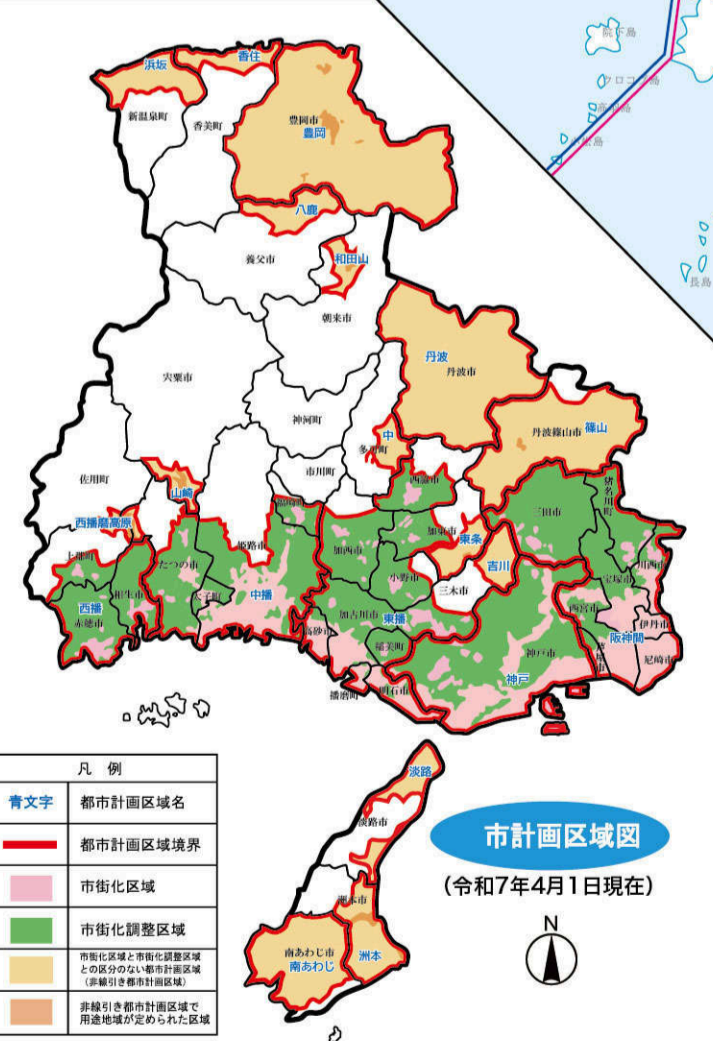 院下島
クロコブ島
長島
浜坂
香住
新温泉町
香美町
豊岡市
豊岡
八鹿
養父市
和田山
朝来市
宍粟市
丹波
丹波市
神河町
中
丹波篠山市
篠山
市川町
佐用町
山崎
西播磨高原
西脇市
三田市
猪名川町
福崎町
姫路市
加西市
加東市
東条
吉川
上郡町
たつの市
小野市
三木市
川西市
宝塚市
西播
相生市
赤穂市
太子町
中播
加古川市
東播
西宮市
伊丹市
阪神間
高砂市
稲美町
神戸市
神戸
芦屋市
尼崎市
播磨町
明石市
淡路
淡路市
洲本市
南あわじ市
南あわじ
洲本
凡 例
青文字 都市計画区域名
都市計画区域境界
市街化区域
市街化調整区域
市街化区域と市街化調整区域
との区分のない都市計画区域
(非線引き都市計画区域)
非線引き都市計画区域で
用途地域が定められた区域
市計画区域図
(令和7年4月1日現在)
N